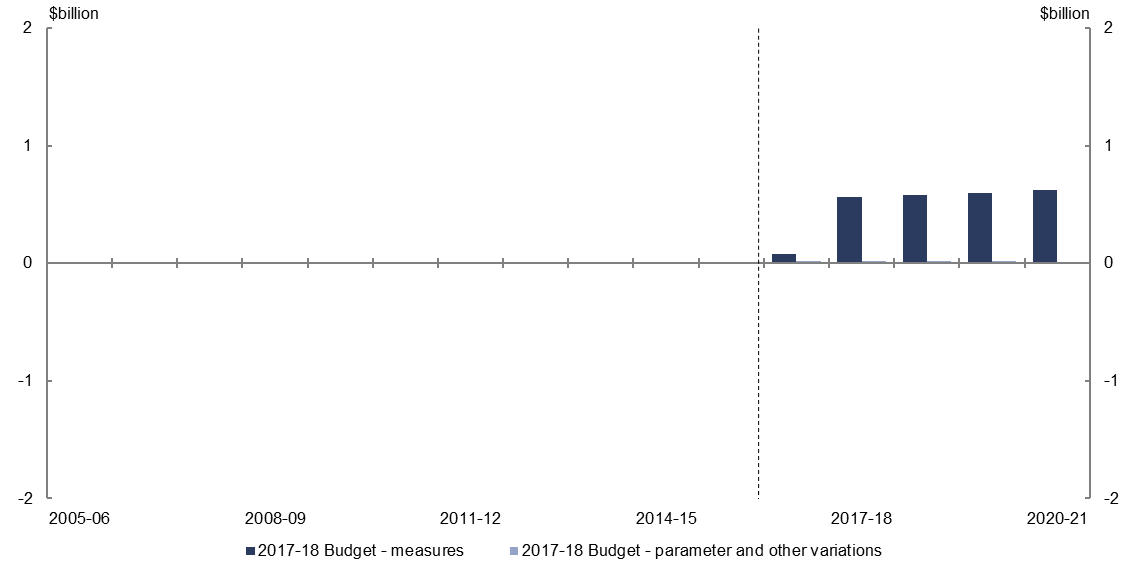 $billion $billion
2 2
1 1
0 0
-1 -1
-2 -2
2005-06 2008-09 2011-12 2014-15 2017-18 2020-21
2017-18 Budget - measures 2017-18 Budget - parameter and other variations